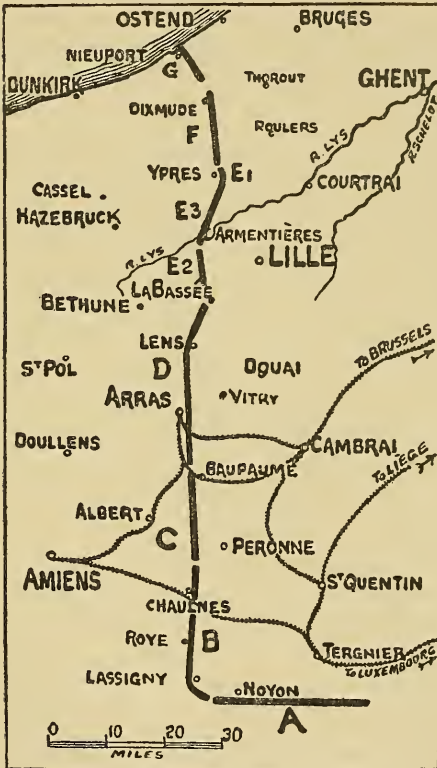 OSTEND
BRUGES
NIEUPORT
G
DUNKIRK
THOROUT
GHENT
DIXMUDE
F
ROULERS
R. LYS
R. SCHELDT
YPRES
E1
COURTRAI
CASSEL
HAZEBRUCK
E3
ARMENTIÈRES
R. LYS
E2
LILLE
LA BASSÉE
BETHUNE
LENS
ST POL
D
DOUAI
TO BRUSSELS
ARRAS
VITRY
DOULLENS
CAMBRAI
TO LIÈGE
BAUPAUME
ALBERT
C
PERONNE
AMIENS
ST QUENTIN
CHAULNES
ROYE
B
TERGNIER
TO LUXEMBOURG
LASSIGNY
NOYON
A
0 10 20 30
MILES